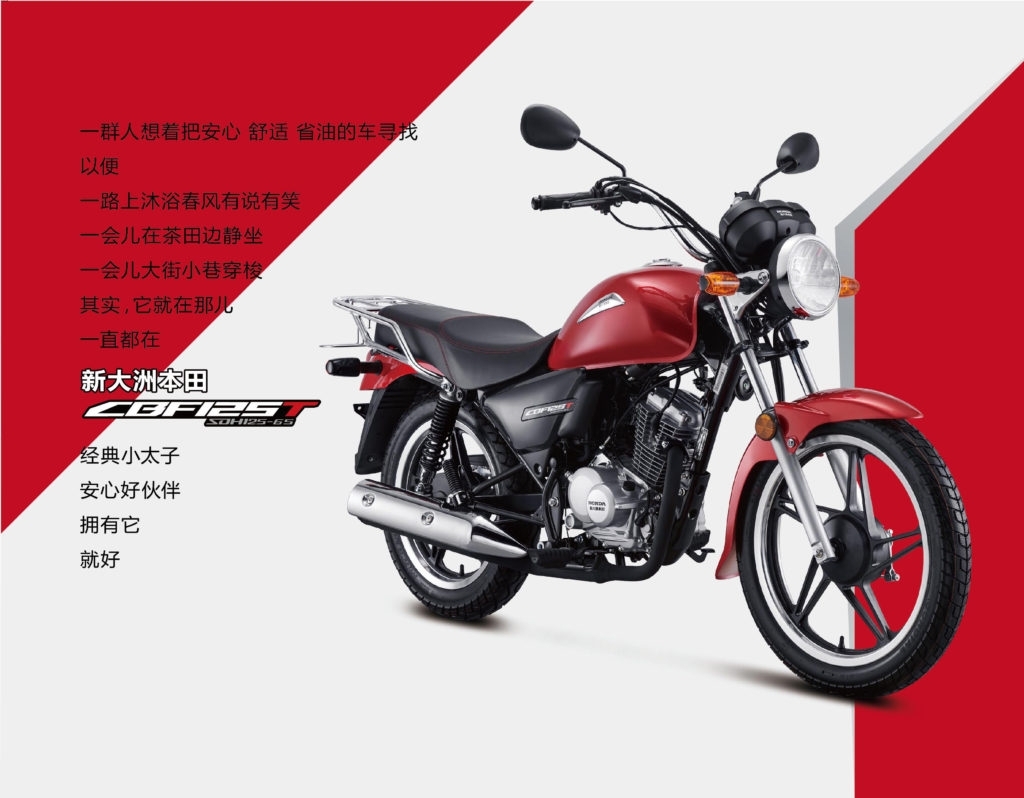 一群人想着把安心 舒适 省油的车寻找
以便
一路上沐浴春风有说有笑
一会儿在茶田边静坐
一会儿大街小巷穿梭
其实，它就在那儿
一直都在
新大洲本田
CBF125T
SDH125-65
经典小太子
安心好伙伴
拥有它
就好
CBF125T
HONDA